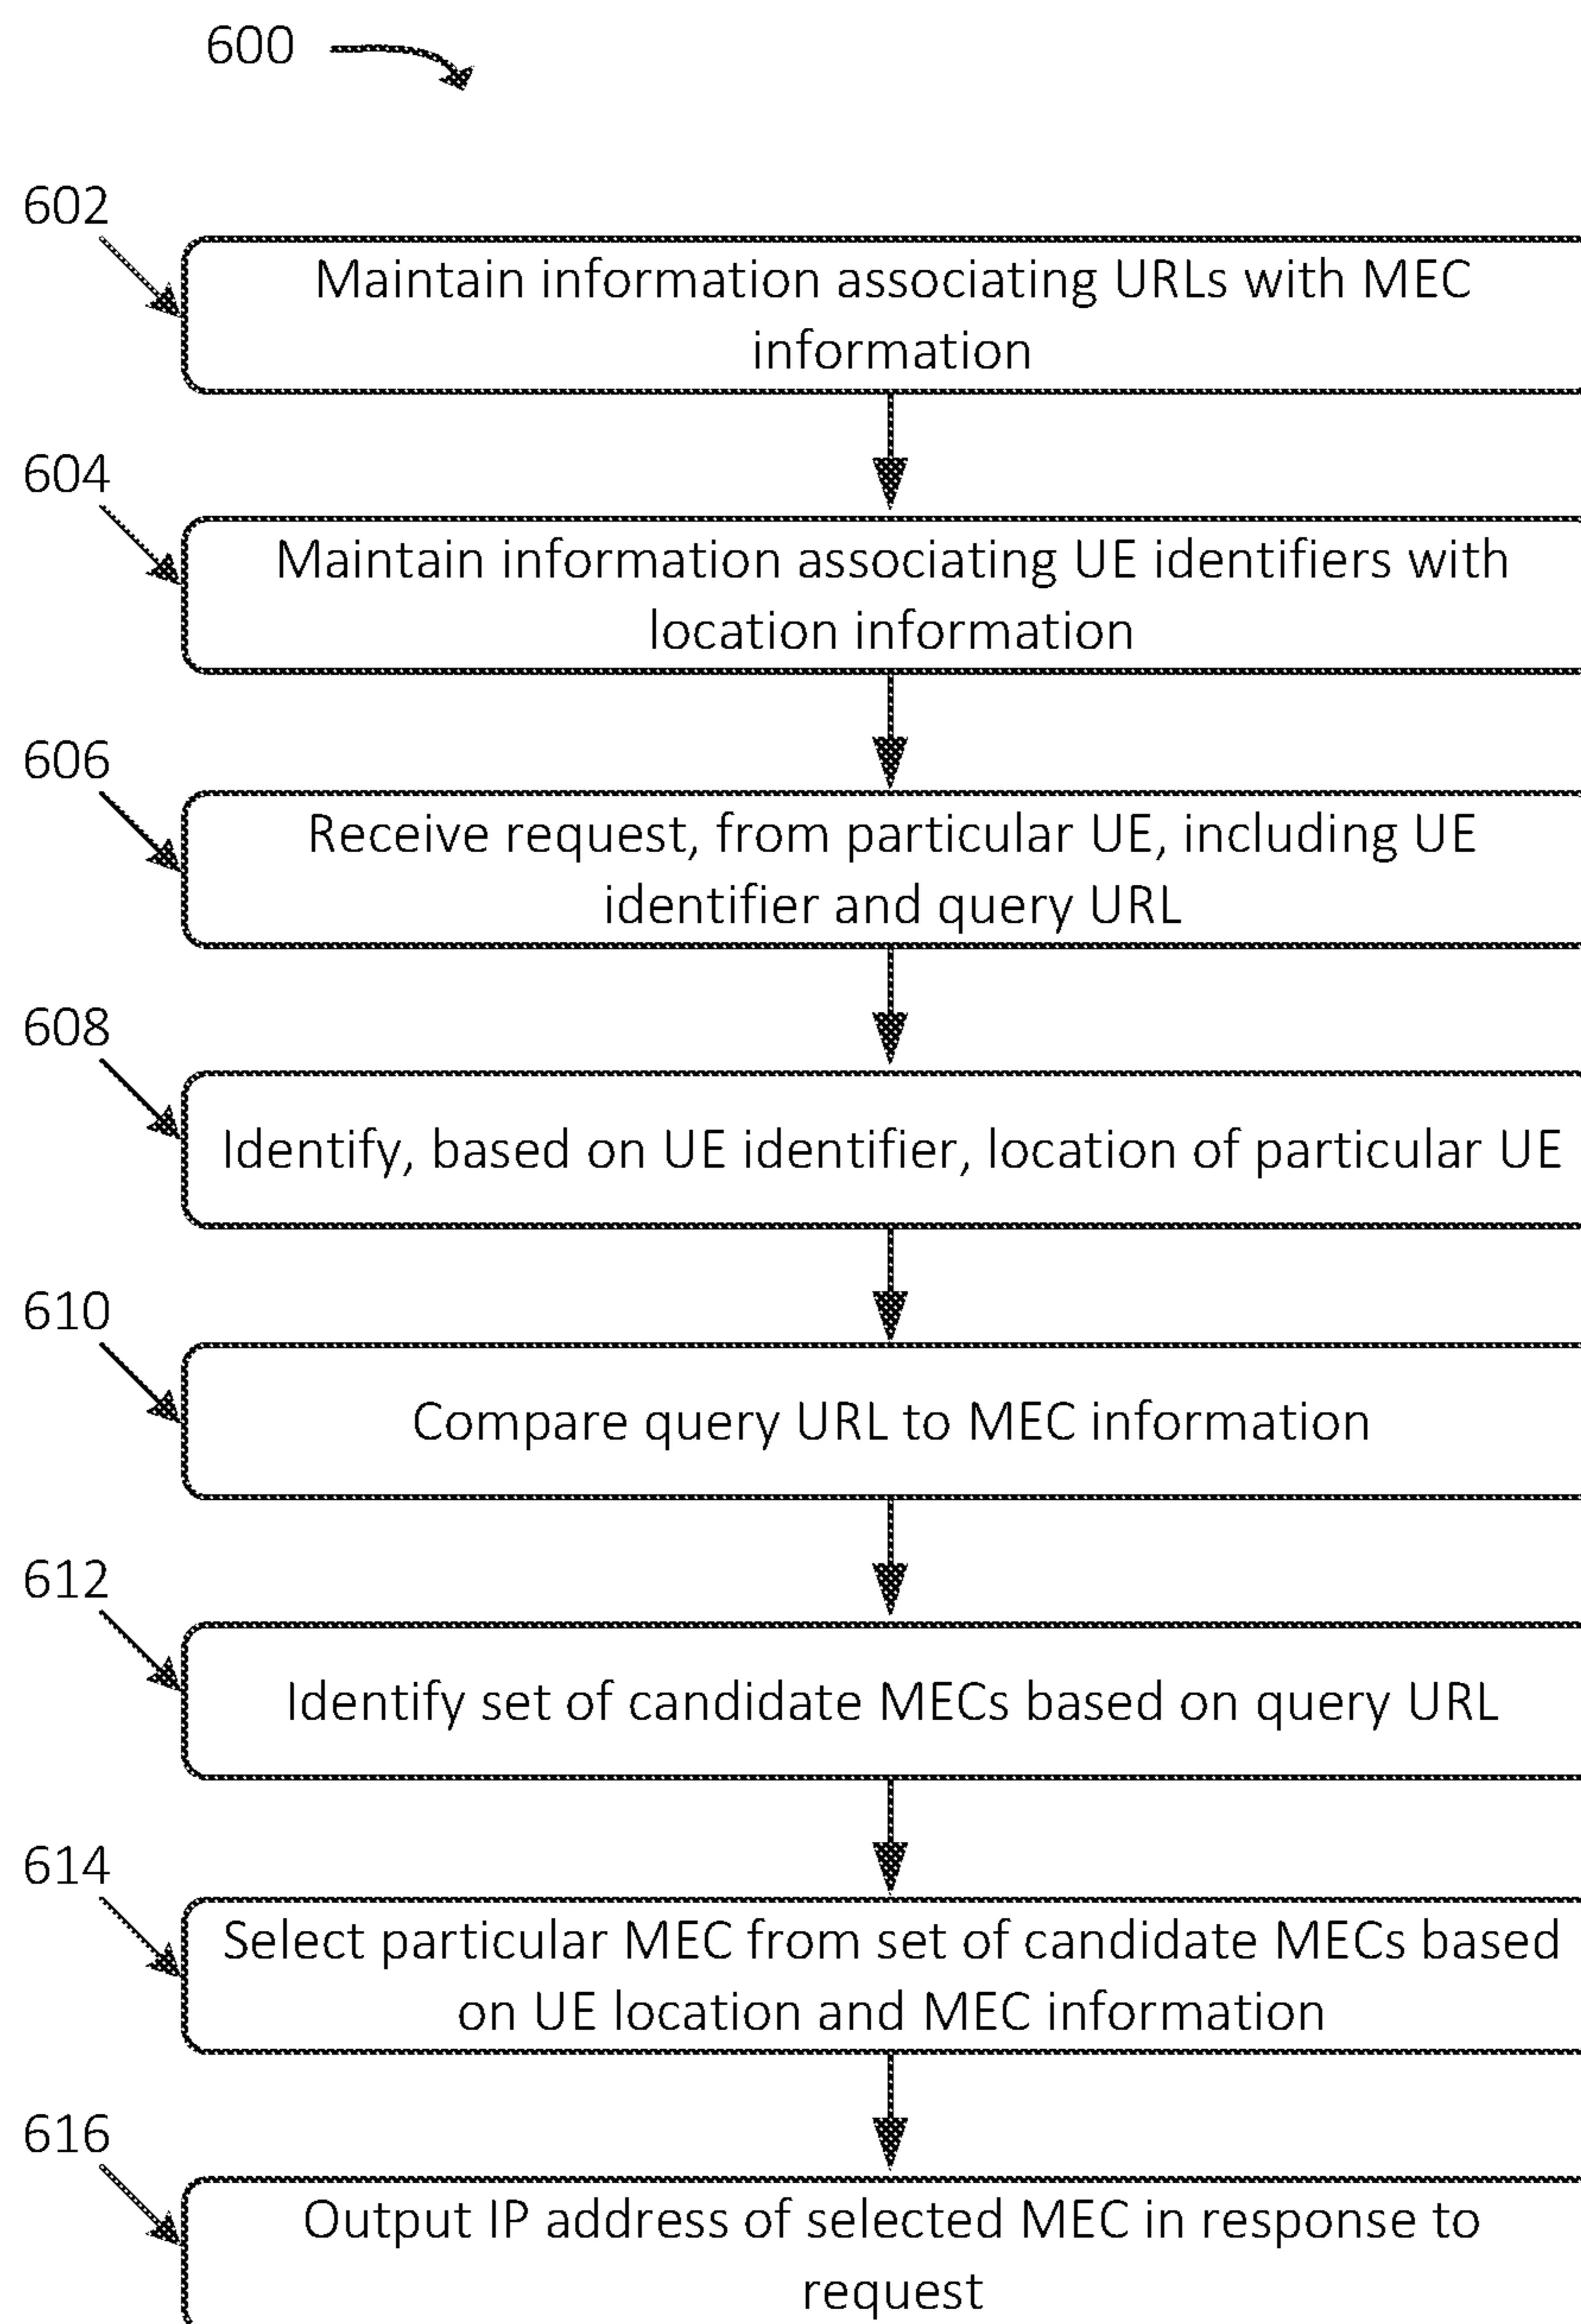 600
602
Maintain information associating URLs with MEC
information
604
Maintain information associating UE identifiers with
location information
606
Receive request, from particular UE, including UE
identifier and query URL
608
Identify, based on UE identifier, location of particular UE
610
Compare query URL to MEC information
612
Identify set of candidate MECs based on query URL
614
Select particular MEC from set of candidate MECs based
on UE location and MEC information
616
Output IP address of selected MEC in response to
request